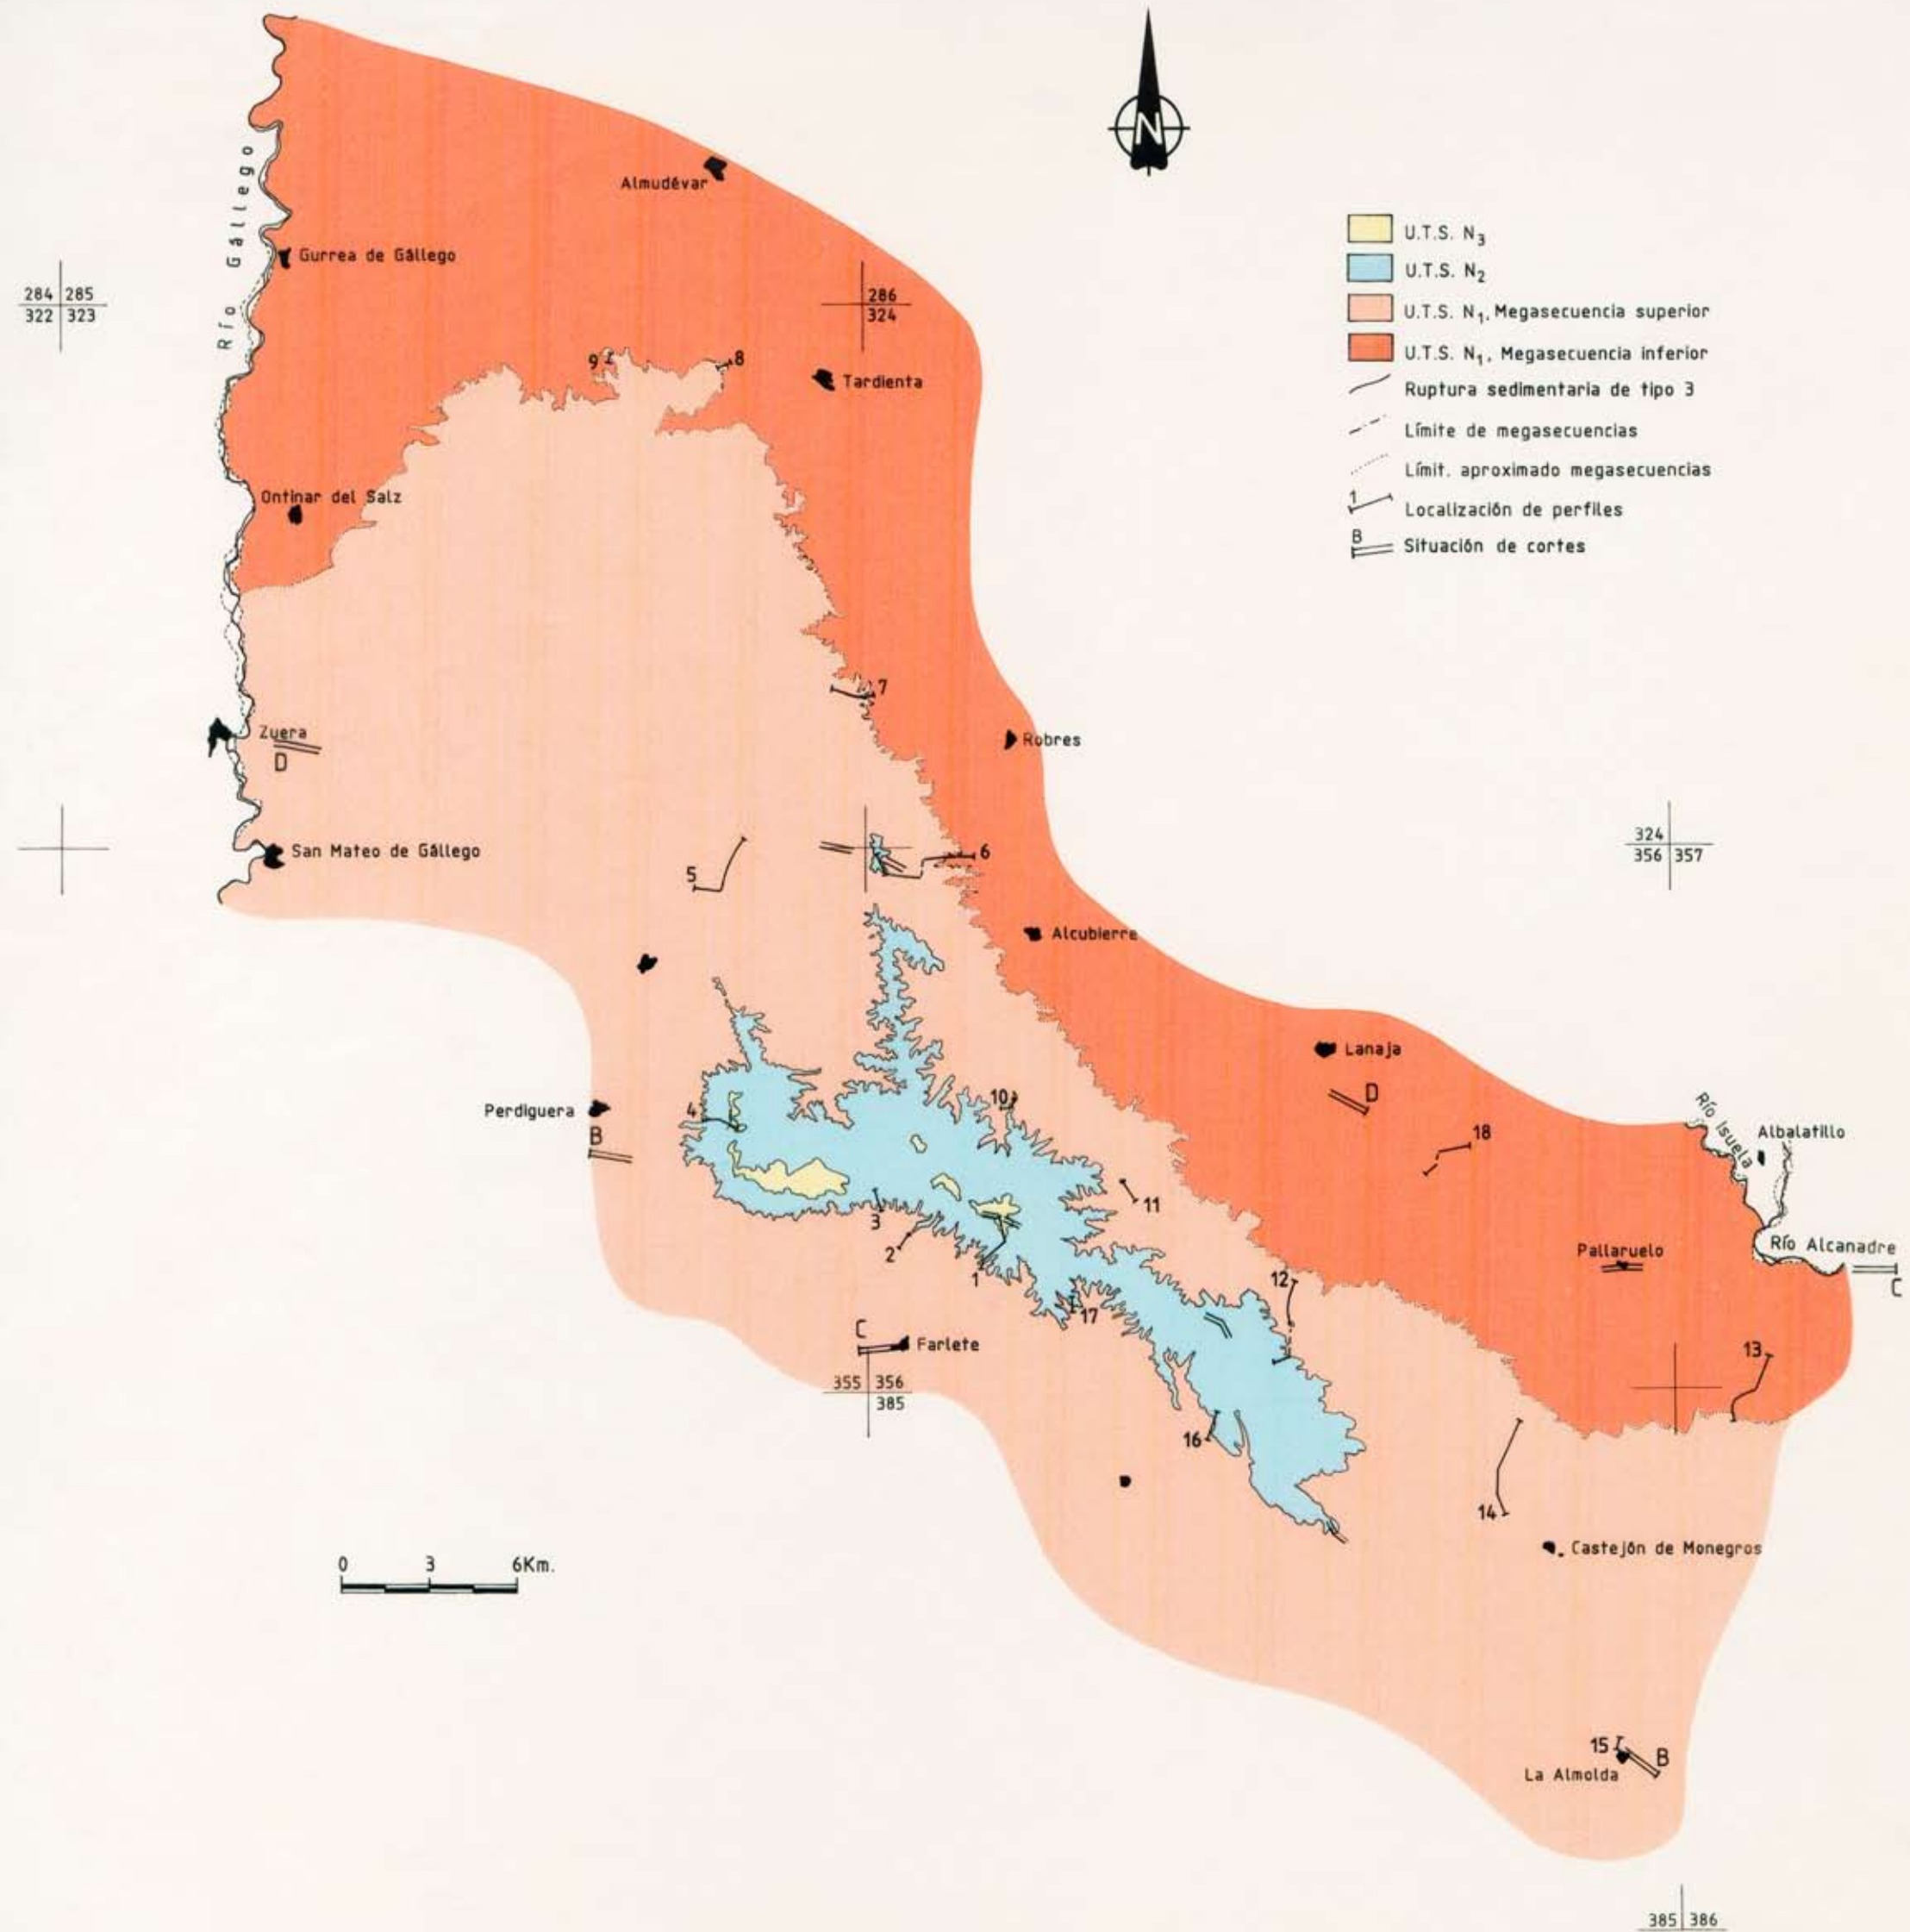 N
Río Gállego
Almudévar
Gurrea de Gállego
284 285
322 323
286
324
U.T.S. N3
U.T.S. N2
U.T.S. N1, Megasecuencia superior
U.T.S. N1, Megasecuencia inferior
Ruptura sedimentaria de tipo 3
Límite de megasecuencias
Límit. aproximado megasecuencias
1 Localización de perfiles
B Situación de cortes
9
8
Tardienta
Ontinar del Salz
7
Zuera
D
Robres
San Mateo de Gállego
5
6
324
356 357
Alcubierre
Lanaja
D
10
4
Perdiguera
B
18
Río Isuela
Albalatillo
11
3
2
1
Pallaruelo
Río Alcanadre
C
12
17
C
Farlete
355 356
385
13
16
14
Castejón de Monegros
0 3 6Km.
15
B
La Almolda
385 386